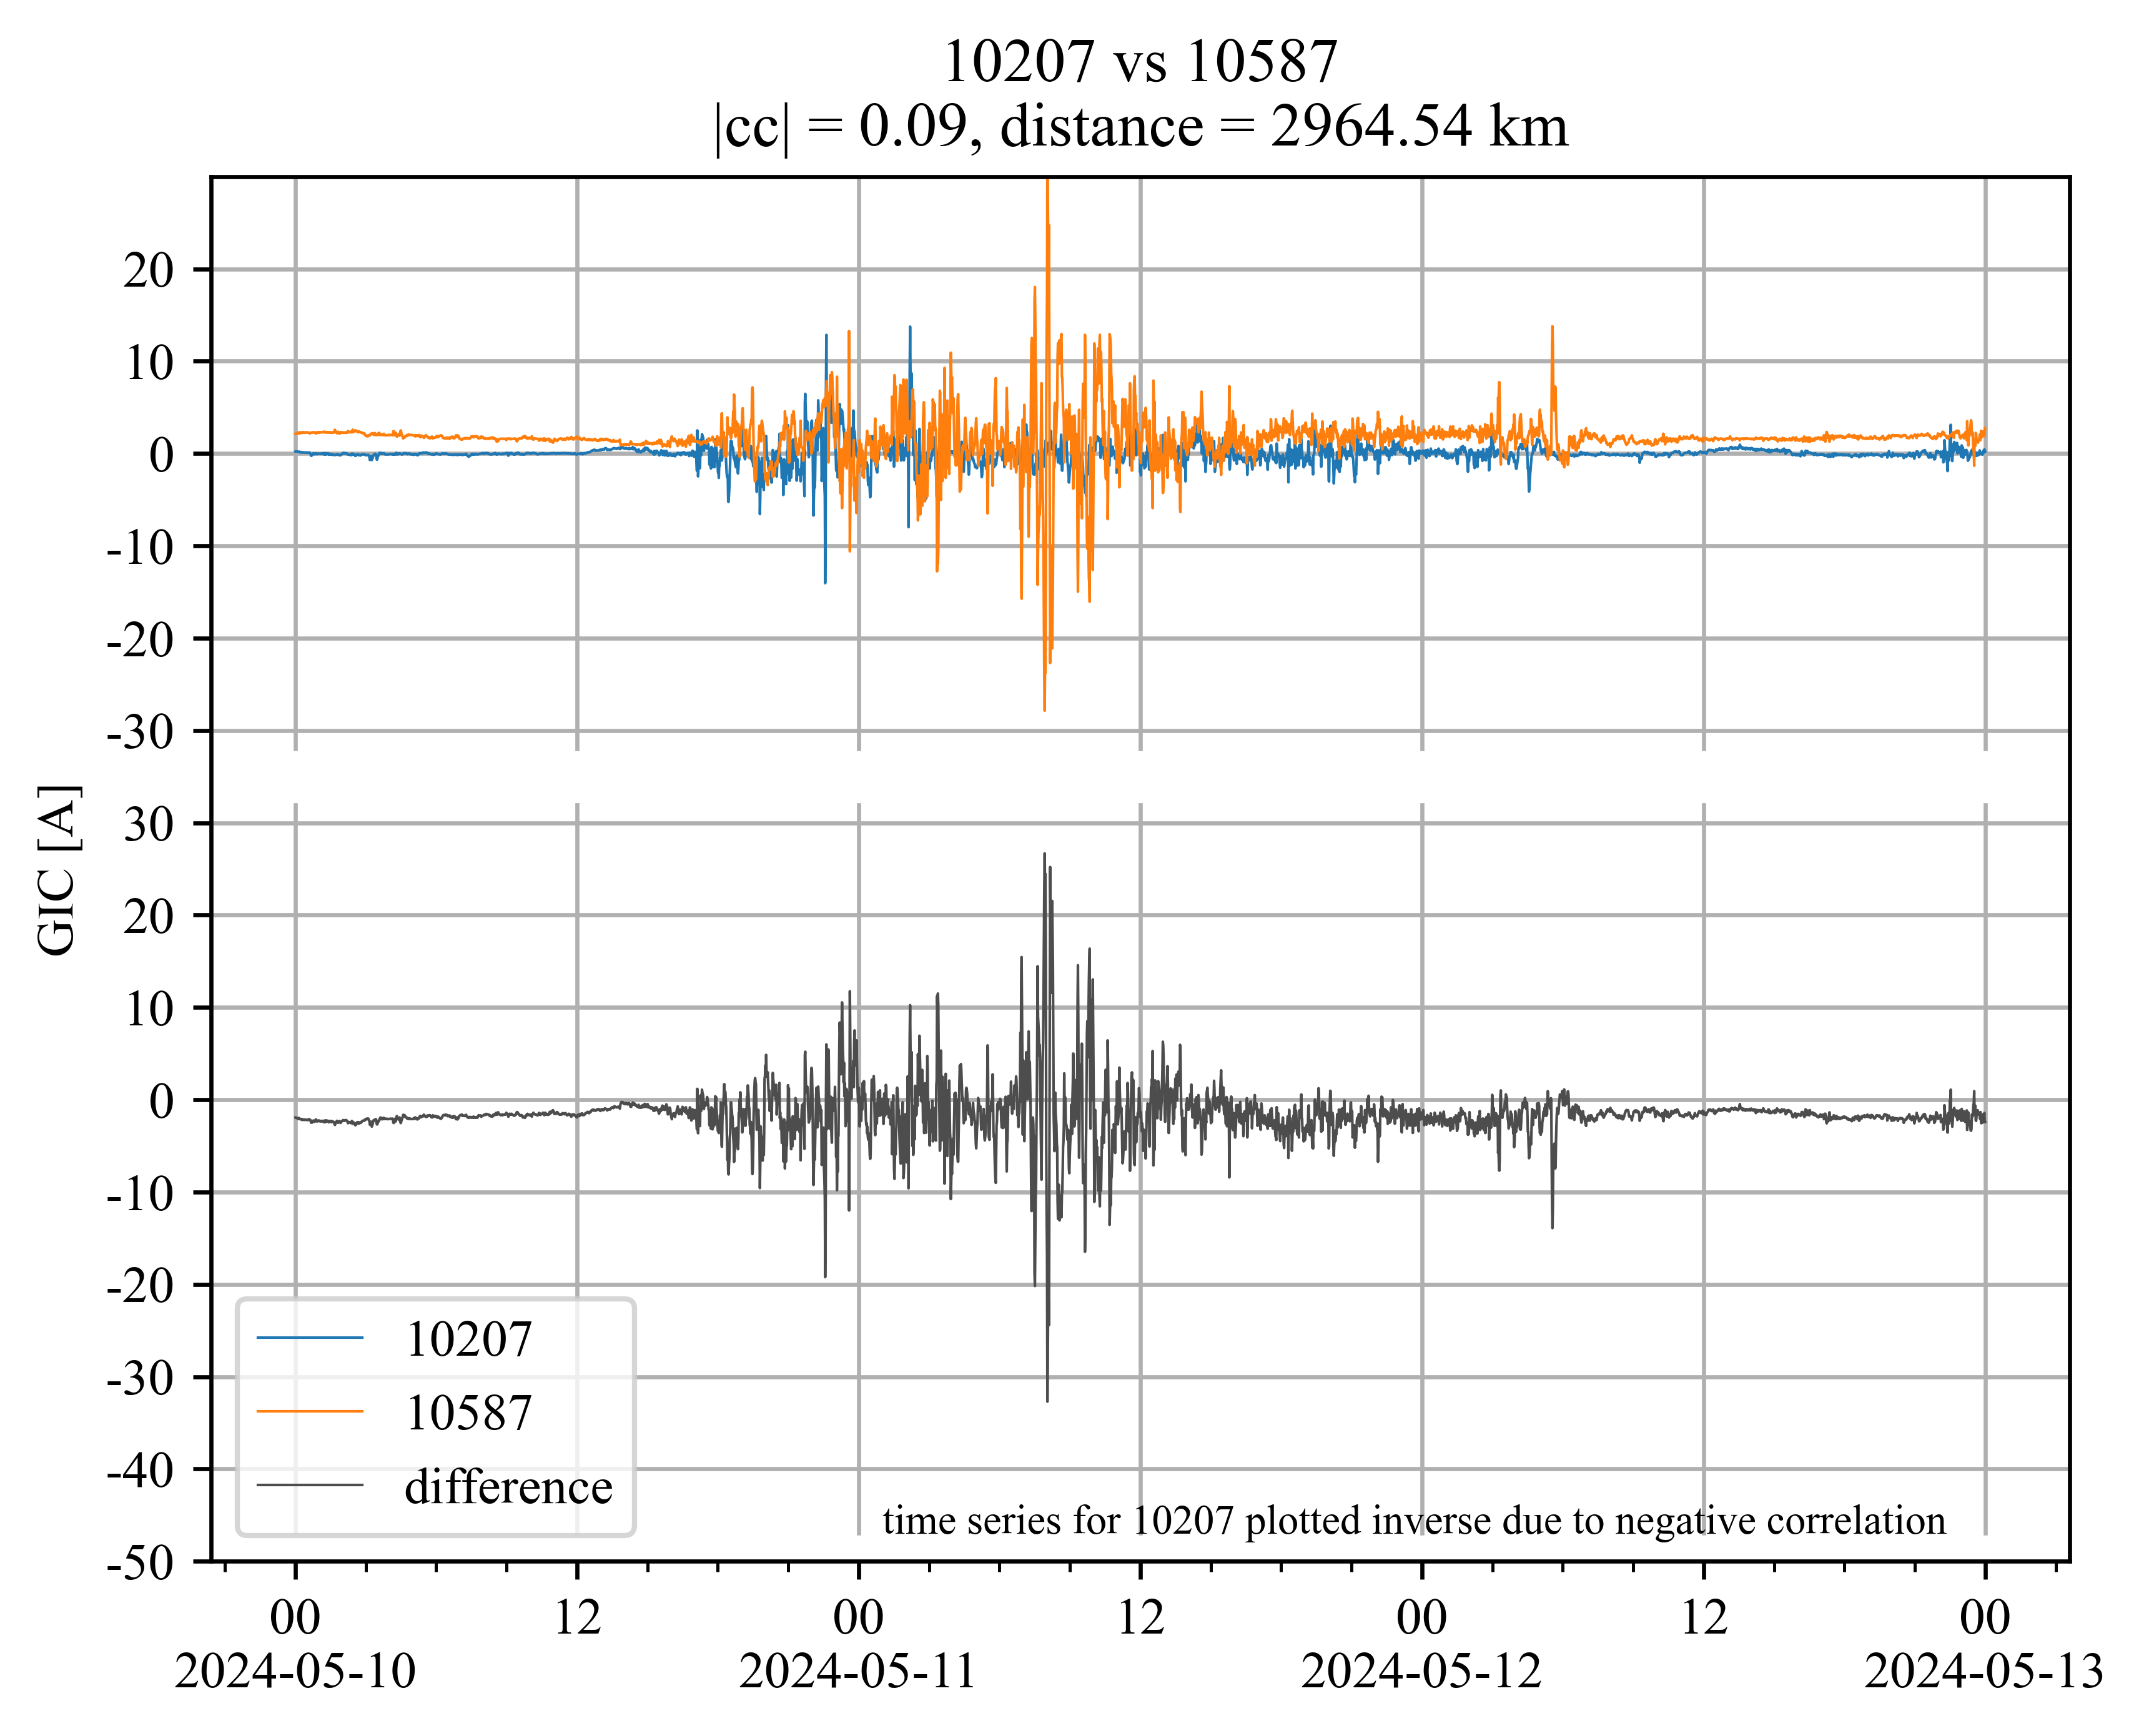 10207 vs 10587
|cc| = 0.09, distance = 2964.54 km
20
10
0
-10
-20
-30
GIC [A]
30
20
10
0
-10
-20
-30
-40
-50
10207
10587
difference
time series for 10207 plotted inverse due to negative correlation
00 12 00 12 00 12 00
2024-05-10 2024-05-11 2024-05-12 2024-05-13